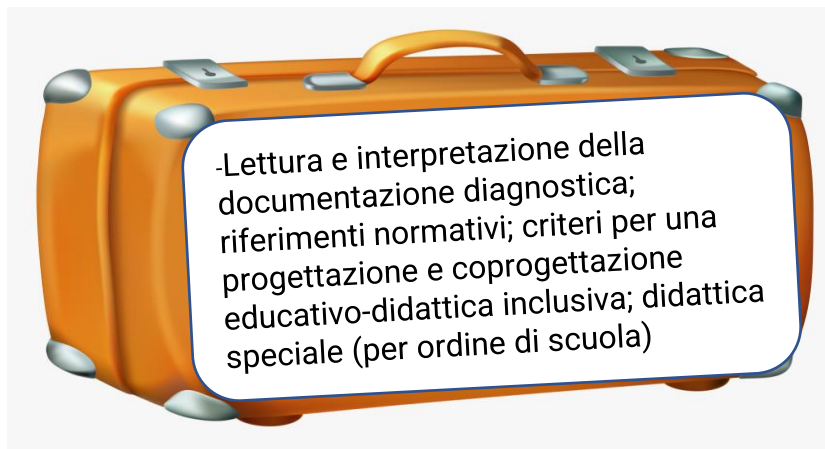 -Lettura e interpretazione della
documentazione diagnostica;
riferimenti normativi; criteri per una
progettazione e coprogettazione
educativo-didattica inclusiva; didattica
speciale (per ordine di scuola)